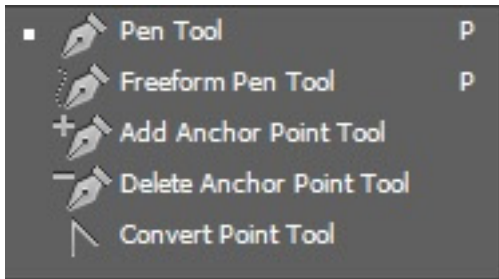 Pen Tool P
Freeform Pen Tool P
Add Anchor Point Tool
Delete Anchor Point Tool
Convert Point Tool